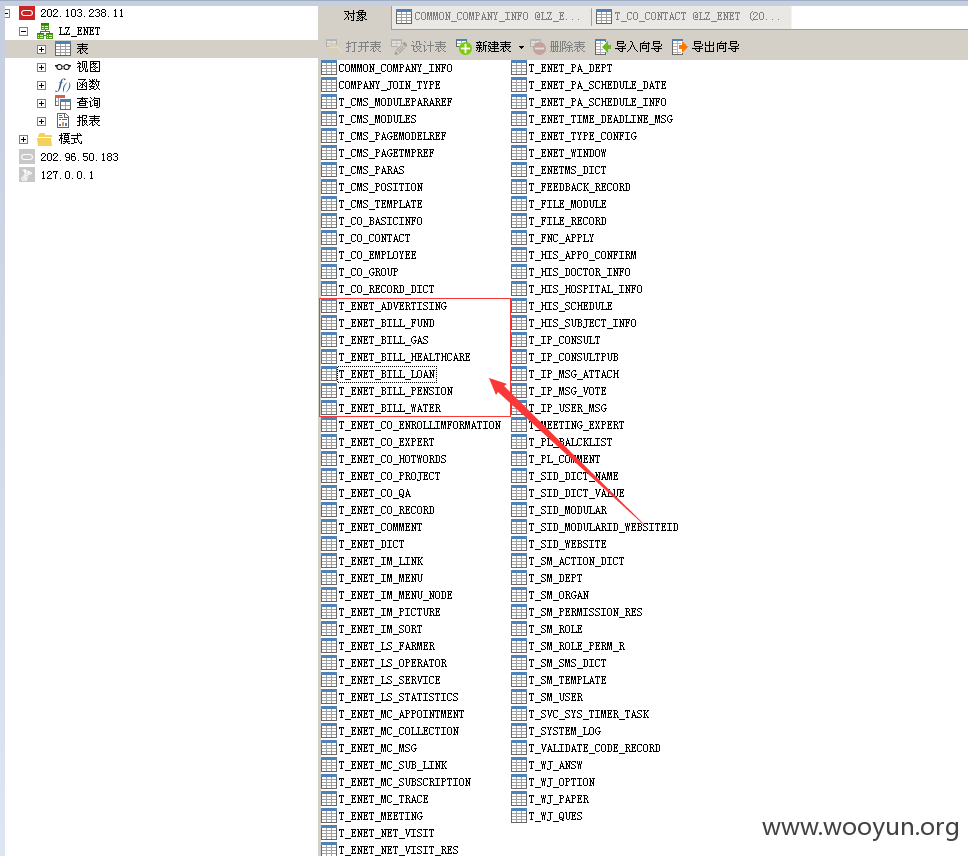 202.103.238.11
LZ_ENET
表
视图
函数
查询
报表
模式
202.96.50.183
127.0.0.1
对象 COMMON_COMPANY_INFO @LZ_E... T_CO_CONTACT @LZ_ENET (20...
打开表 设计表 新建表 删除表 导入向导 导出向导
COMMON_COMPANY_INFO
COMPANY_JOIN_TYPE
T_CMS_MODULEPARAREF
T_CMS_MODULES
T_CMS_PAGEMODELREF
T_CMS_PAGETMPREF
T_CMS_PARAS
T_CMS_POSITION
T_CMS_TEMPLATE
T_CO_BASICINFO
T_CO_CONTACT
T_CO_EMPLOYEE
T_CO_GROUP
T_CO_RECORD_DICT
T_ENET_ADVERTISING
T_ENET_BILL_FUND
T_ENET_BILL_GAS
T_ENET_BILL_HEALTHCARE
T_ENET_BILL_LOAN
T_ENET_BILL_PENSION
T_ENET_BILL_WATER
T_ENET_CO_ENROLLIMFORMATION
T_ENET_CO_EXPERT
T_ENET_CO_HOTWORDS
T_ENET_CO_PROJECT
T_ENET_CO_QA
T_ENET_CO_RECORD
T_ENET_COMMENT
T_ENET_DICT
T_ENET_IM_LINK
T_ENET_IM_MENU
T_ENET_IM_MENU_NODE
T_ENET_IM_PICTURE
T_ENET_IM_SORT
T_ENET_LS_FARMER
T_ENET_LS_OPERATOR
T_ENET_LS_SERVICE
T_ENET_LS_STATISTICS
T_ENET_MC_APPOINTMENT
T_ENET_MC_COLLECTION
T_ENET_MC_MSG
T_ENET_MC_SUB_LINK
T_ENET_MC_SUBSCRIPTION
T_ENET_MC_TRACE
T_ENET_MEETING
T_ENET_NET_VISIT
T_ENET_NET_VISIT_RES
T_ENET_PA_DEPT
T_ENET_PA_SCHEDULE_DATE
T_ENET_PA_SCHEDULE_INFO
T_ENET_TIME_DEADLINE_MSG
T_ENET_TYPE_CONFIG
T_ENET_WINDOW
T_ENETMS_DICT
T_FEEDBACK_RECORD
T_FILE_MODULE
T_FILE_RECORD
T_FNC_APPLY
T_HIS_APPO_CONFIRM
T_HIS_DOCTOR_INFO
T_HIS_HOSPITAL_INFO
T_HIS_SCHEDULE
T_HIS_SUBJECT_INFO
T_IP_CONSULT
T_IP_CONSULTPUB
T_IP_MSG_ATTACH
T_IP_MSG_VOTE
T_IP_USER_MSG
T_MEETING_EXPERT
T_PL_BALCKLIST
T_PL_COMMENT
T_SID_DICT_NAME
T_SID_DICT_VALUE
T_SID_MODULAR
T_SID_MODULARID_WEBSITEID
T_SID_WEBSITE
T_SM_ACTION_DICT
T_SM_DEPT
T_SM_ORGAN
T_SM_PERMISSION_RES
T_SM_ROLE
T_SM_ROLE_PERM_R
T_SM_SMS_DICT
T_SM_TEMPLATE
T_SM_USER
T_SVC_SYS_TIMER_TASK
T_SYSTEM_LOG
T_VALIDATE_CODE_RECORD
T_WJ_ANSW
T_WJ_OPTION
T_WJ_PAPER
T_WJ_QUES
www.wooyun.org